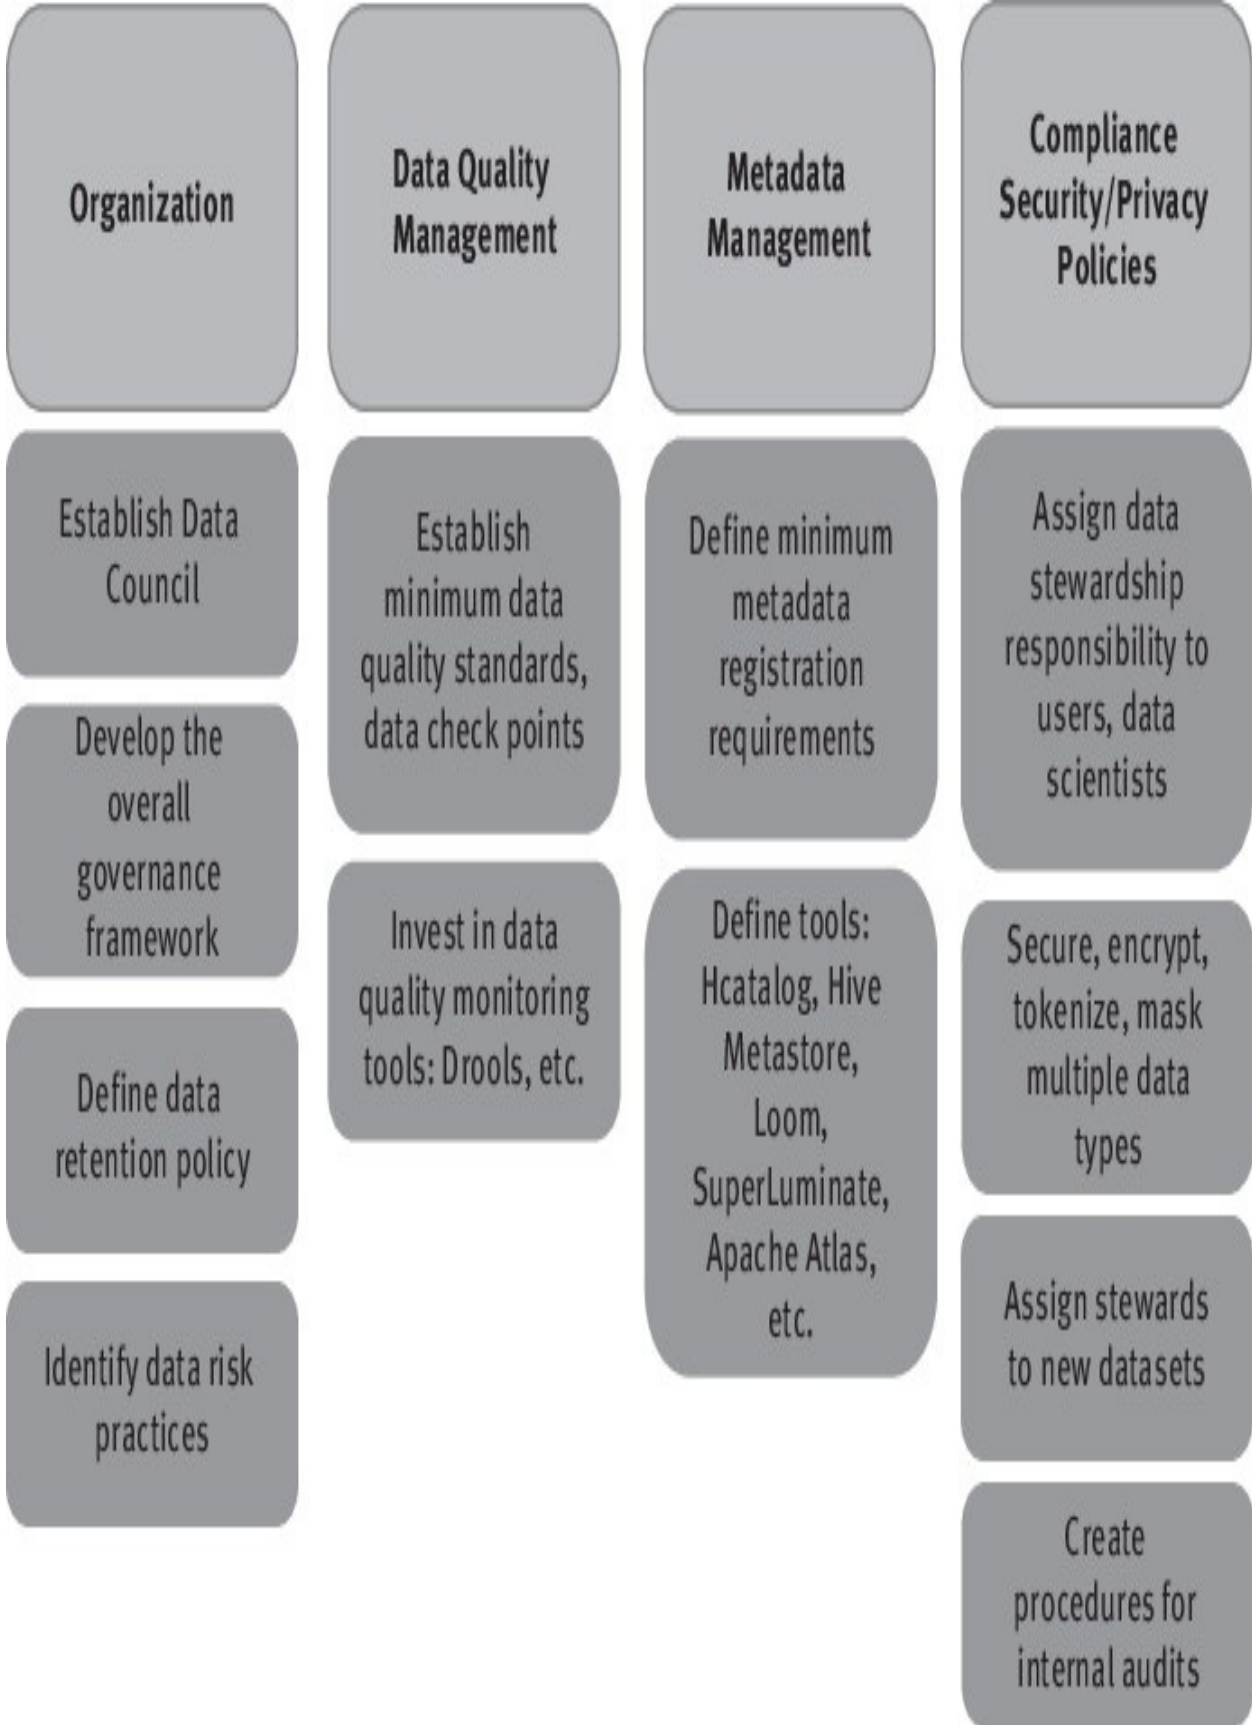 Organization
Establish Data
Council
Develop the
overall
governance
framework
Define data
retention policy
Identify data risk
practices
Data Quality
Management
Establish
minimum data
quality standards,
data check points
Invest in data
quality monitoring
tools: Drools, etc.
Metadata
Management
Define minimum
metadata
registration
requirements
Define tools:
Hcatalog, Hive
Metastore,
Loom,
SuperLuminate,
Apache Atlas,
etc.
Compliance
Security/Privacy
Policies
Assign data
stewardship
responsibility to
users, data
scientists
Secure, encrypt,
tokenize, mask
multiple data
types
Assign stewards
to new datasets
Create
procedures for
internal audits